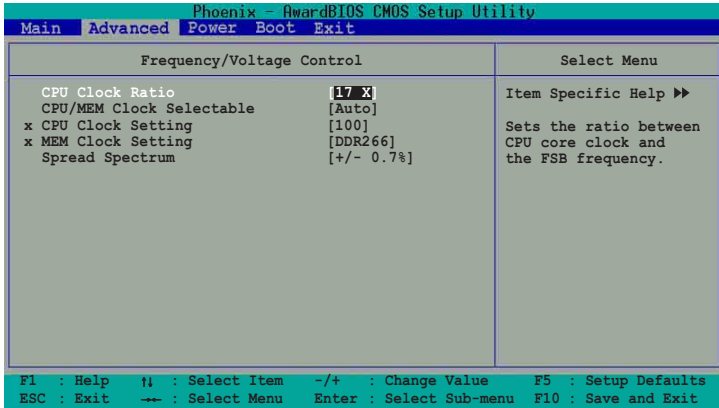 Phoenix - AwardBIOS CMOS Setup Utility
Main Advanced Power Boot Exit
Frequency/Voltage Control Select Menu
CPU Clock Ratio [17 X] Item Specific Help ▶▶
CPU/MEM Clock Selectable [Auto]
x CPU Clock Setting [100] Sets the ratio between
x MEM Clock Setting [DDR266] CPU core clock and
Spread Spectrum [+/- 0.7%] the FSB frequency.
F1 : Help ↑↓ : Select Item -/+ : Change Value F5 : Setup Defaults
ESC : Exit →← : Select Menu Enter : Select Sub-menu F10 : Save and Exit